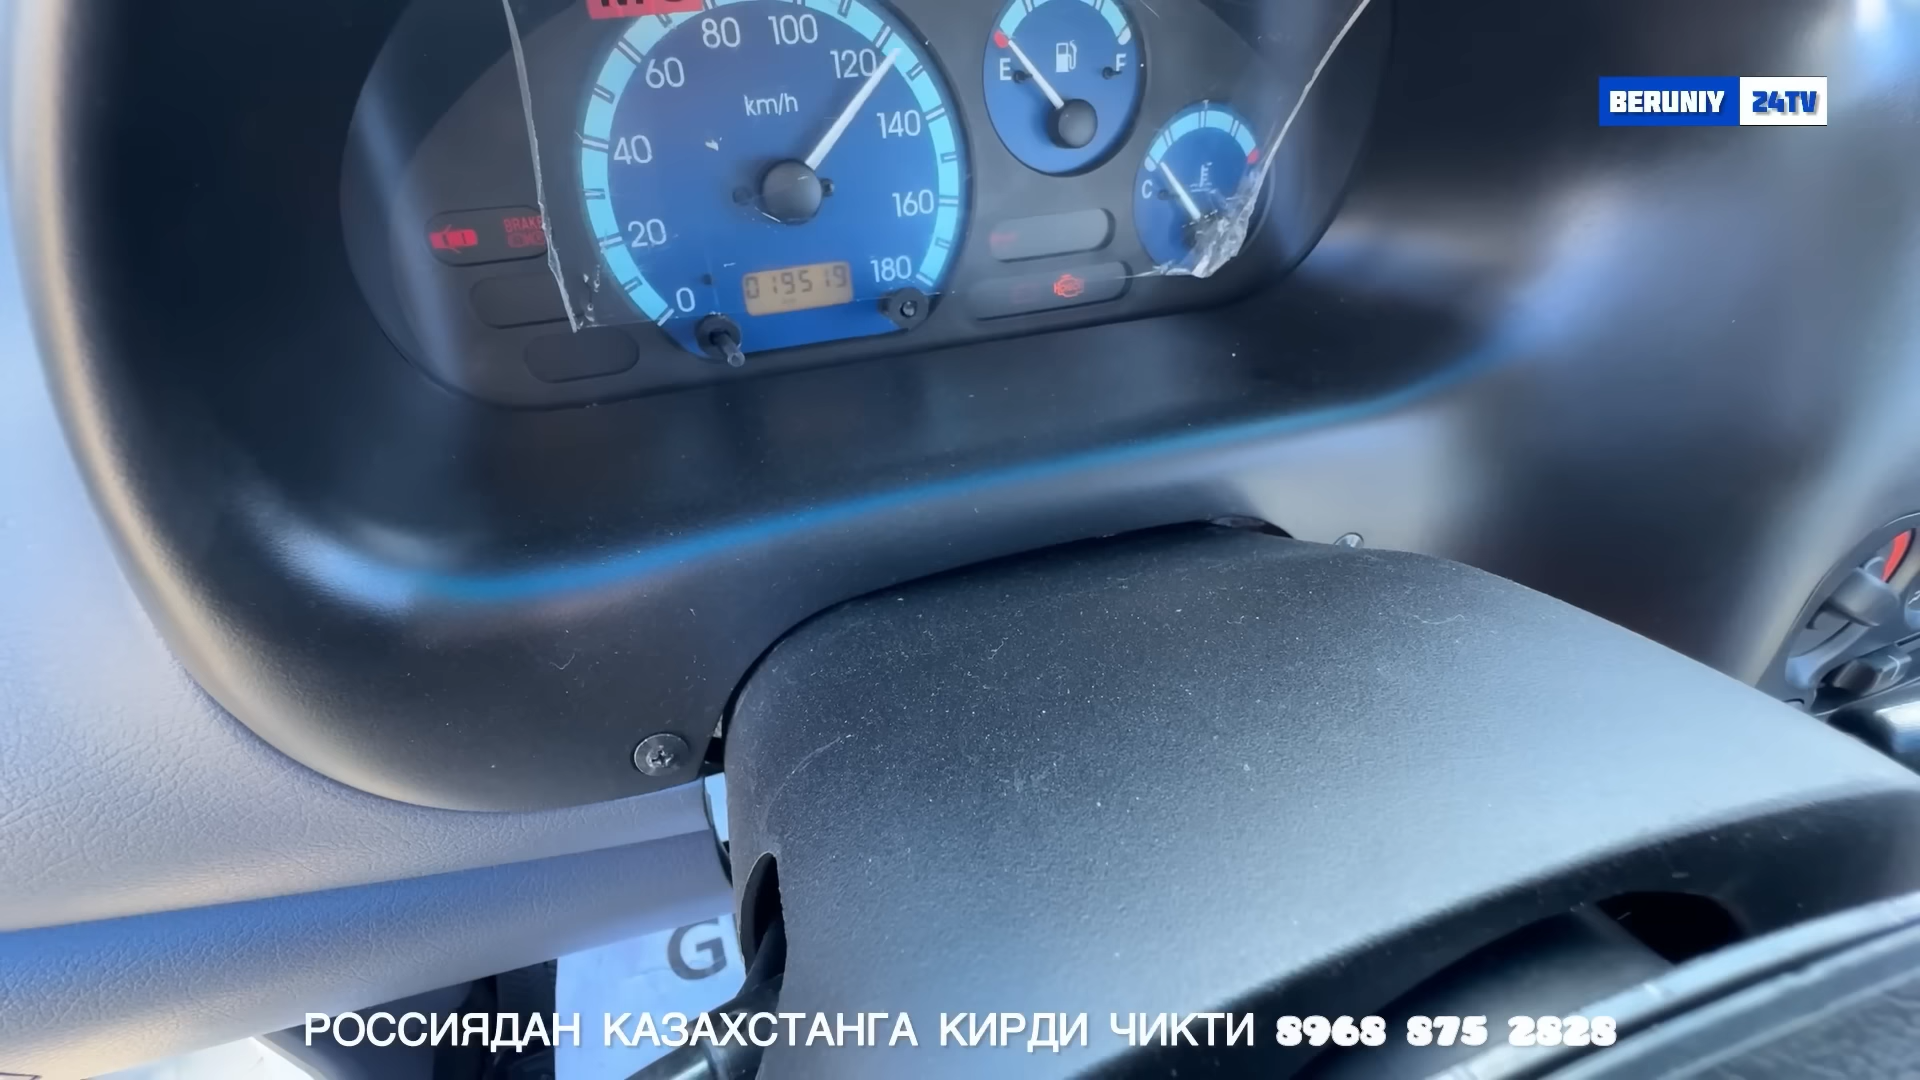 80 100
60 120
km/h
40 140
20 160
0 180
019519
E F
C
BRAKE
BERUNIY 24TV
G
РОССИЯДАН КАЗАХСТАНГА КИРДИ ЧИКТИ 8968 875 2828